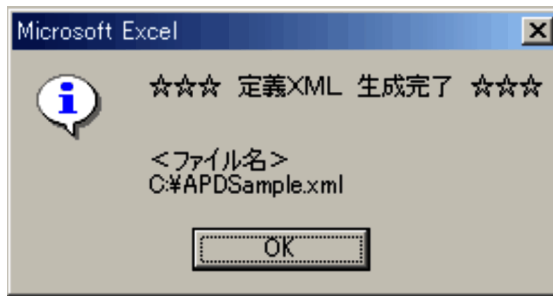 Microsoft Excel
☆☆☆ 定義XML 生成完了 ☆☆☆
<ファイル名>
C:¥APDSample.xml
OK